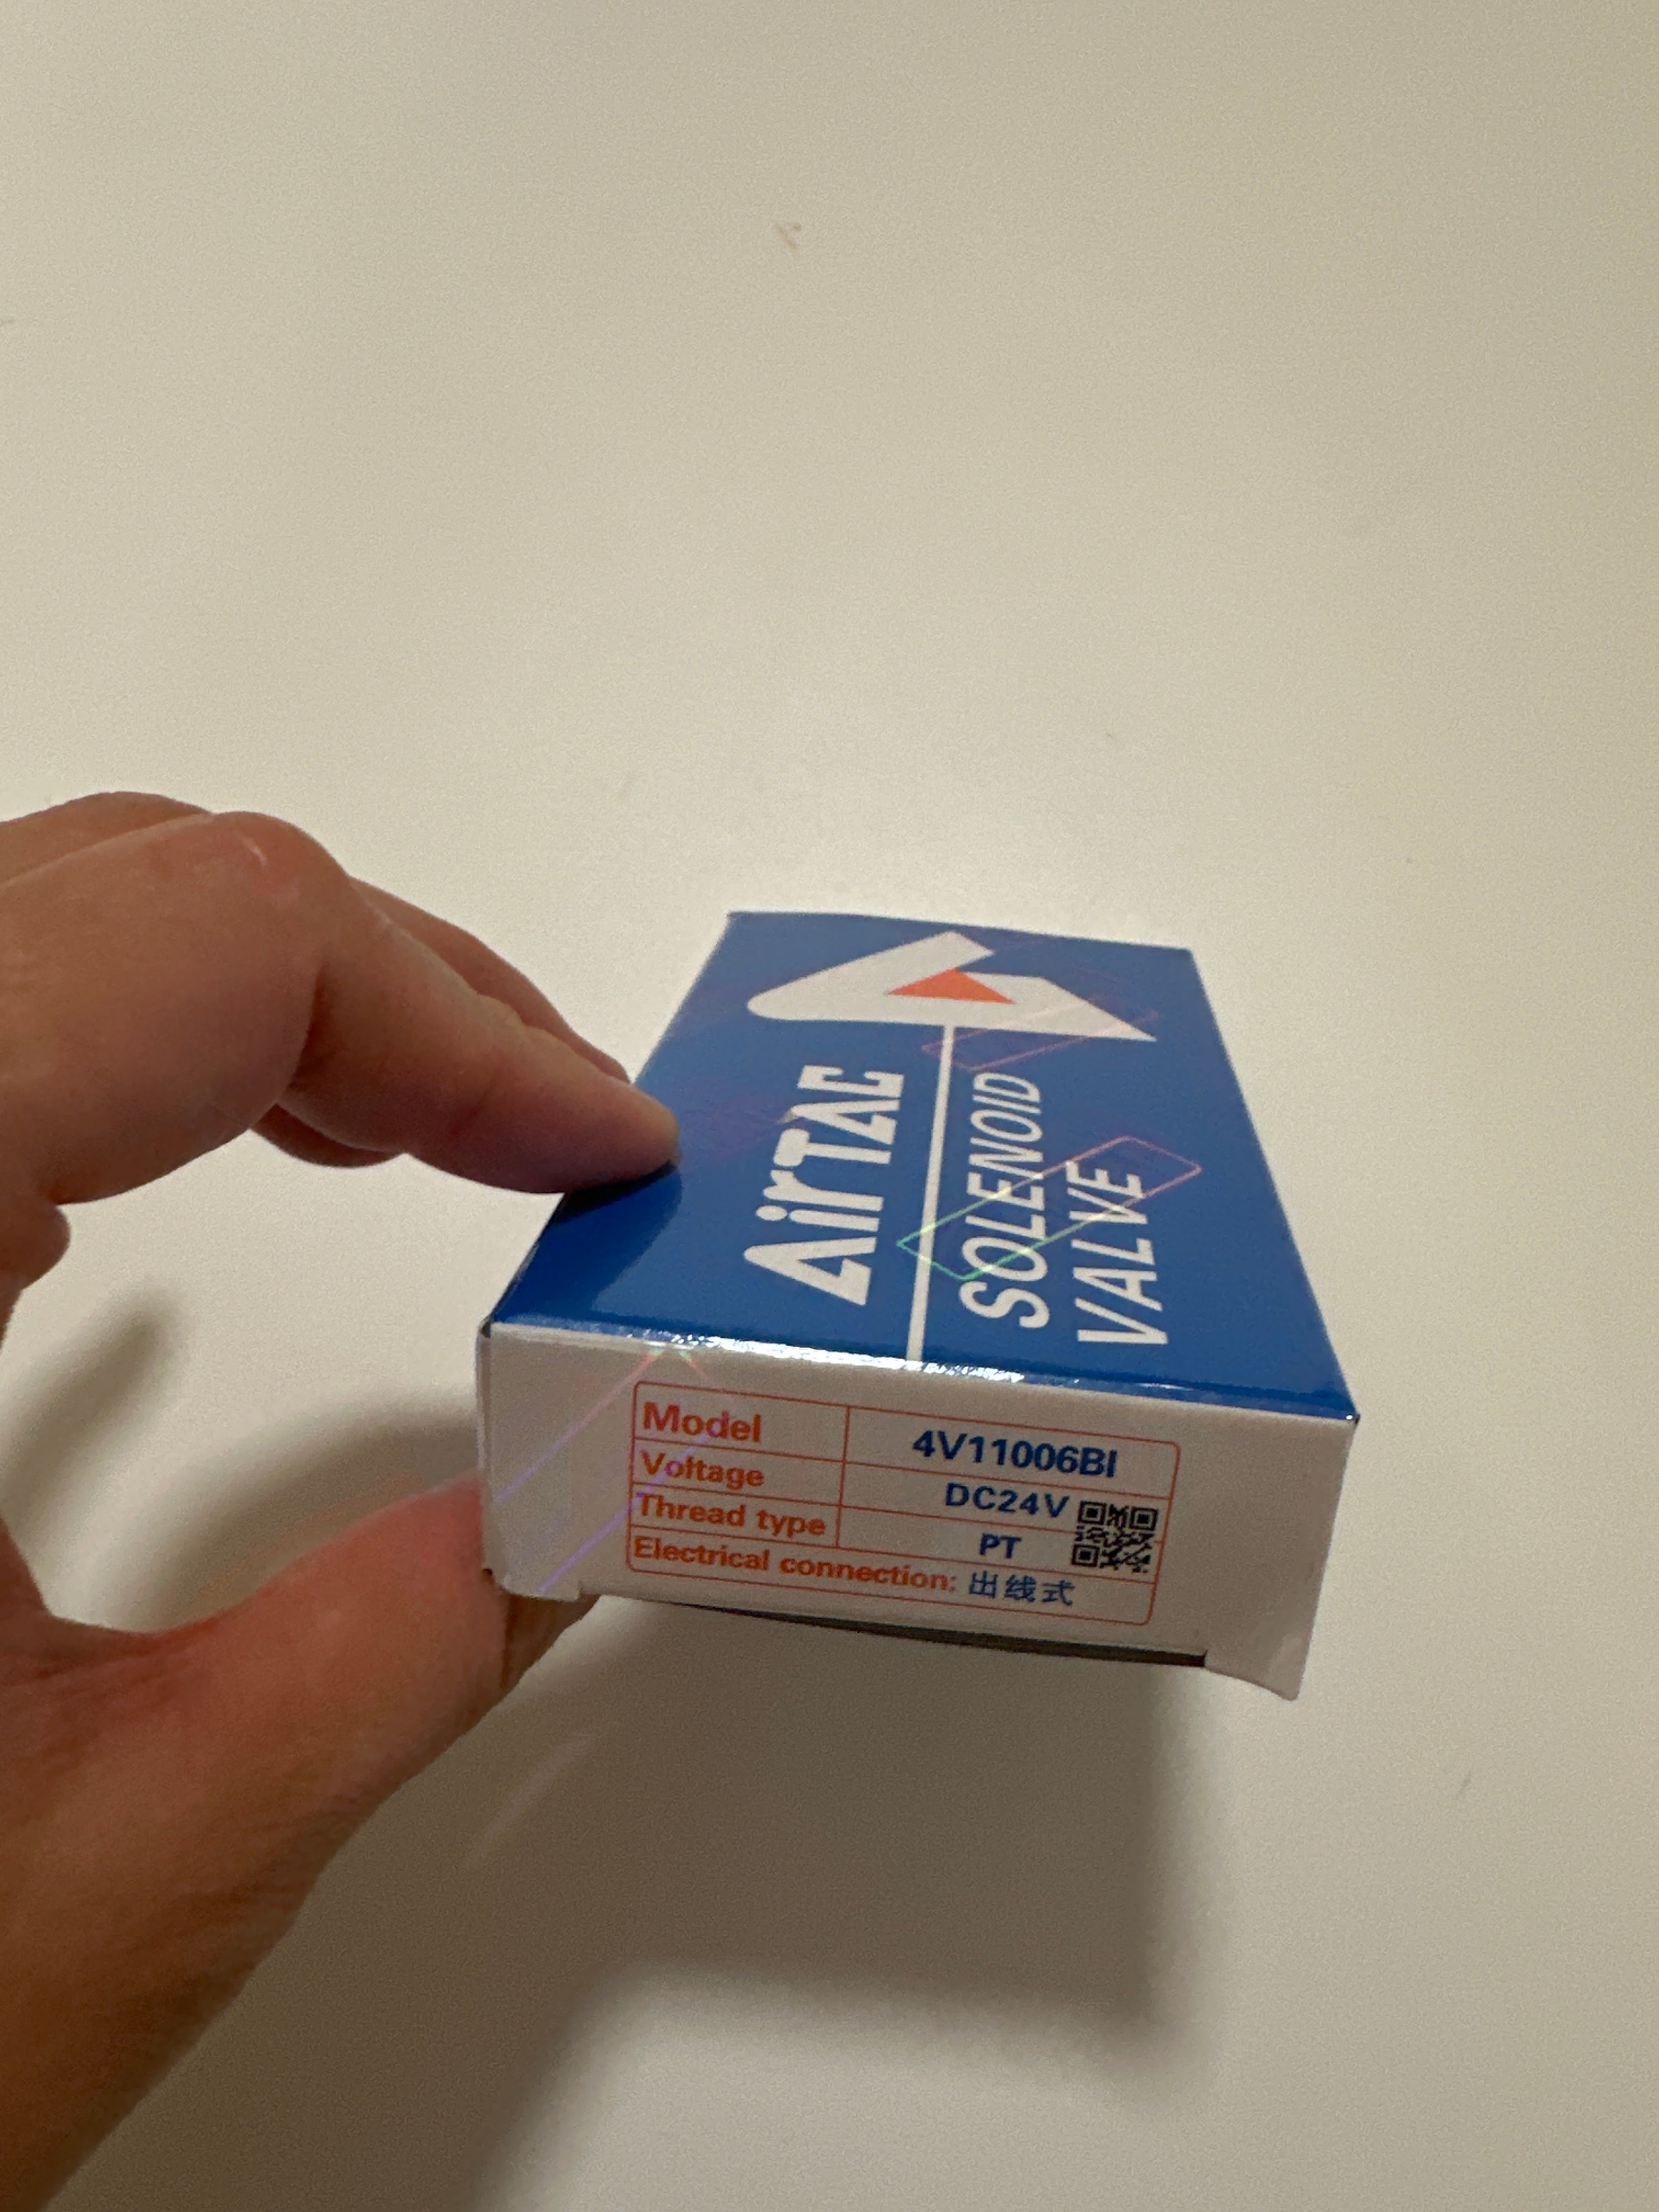 AirTAC
SOLENOID
VALVE
Model 4V11006BI
Voltage DC24V
Thread type PT
Electrical connection: 出线式